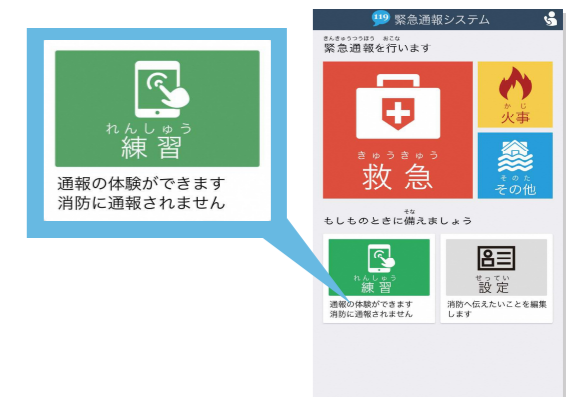 れんしゅう
練習
通報の体験ができます
消防に通報されません
119 緊急通報システム
きんきゅうつうほう おこな
緊急通報を行います
きゅうきゅう
救急
かじ
火事
そのた
その他
そな
もしものときに備えましょう
れんしゅう
練習
通報の体験ができます
消防に通報されません
せってい
設定
消防へ伝えたいことを編集
します